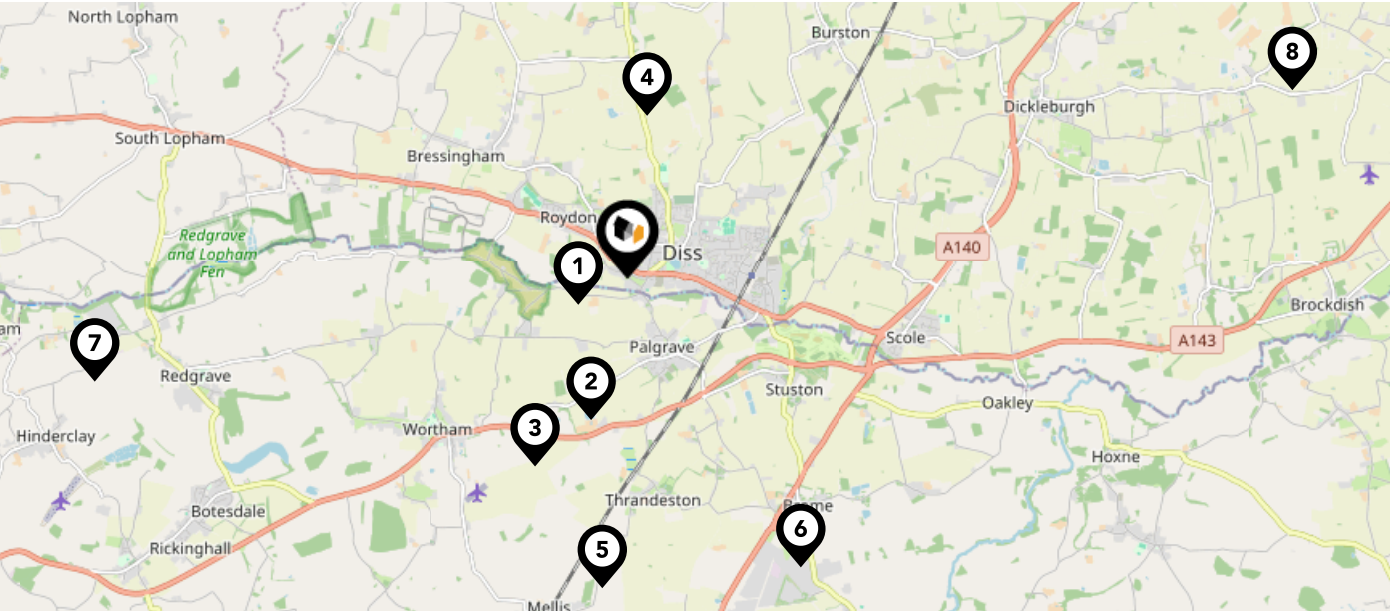 North Lopham
Burston
8
4
Dickleburgh
South Lopham
Bressingham
Roydon
Redgrave
and Lopham
Fen
Diss
A140
1
Brockdish
am
7
Palgrave
Scole
A143
Redgrave
2
Stuston
Oakley
Hinderclay
Wortham
3
Hoxne
Botesdale
Thrandeston
Rickinghall
5
6
Mellis